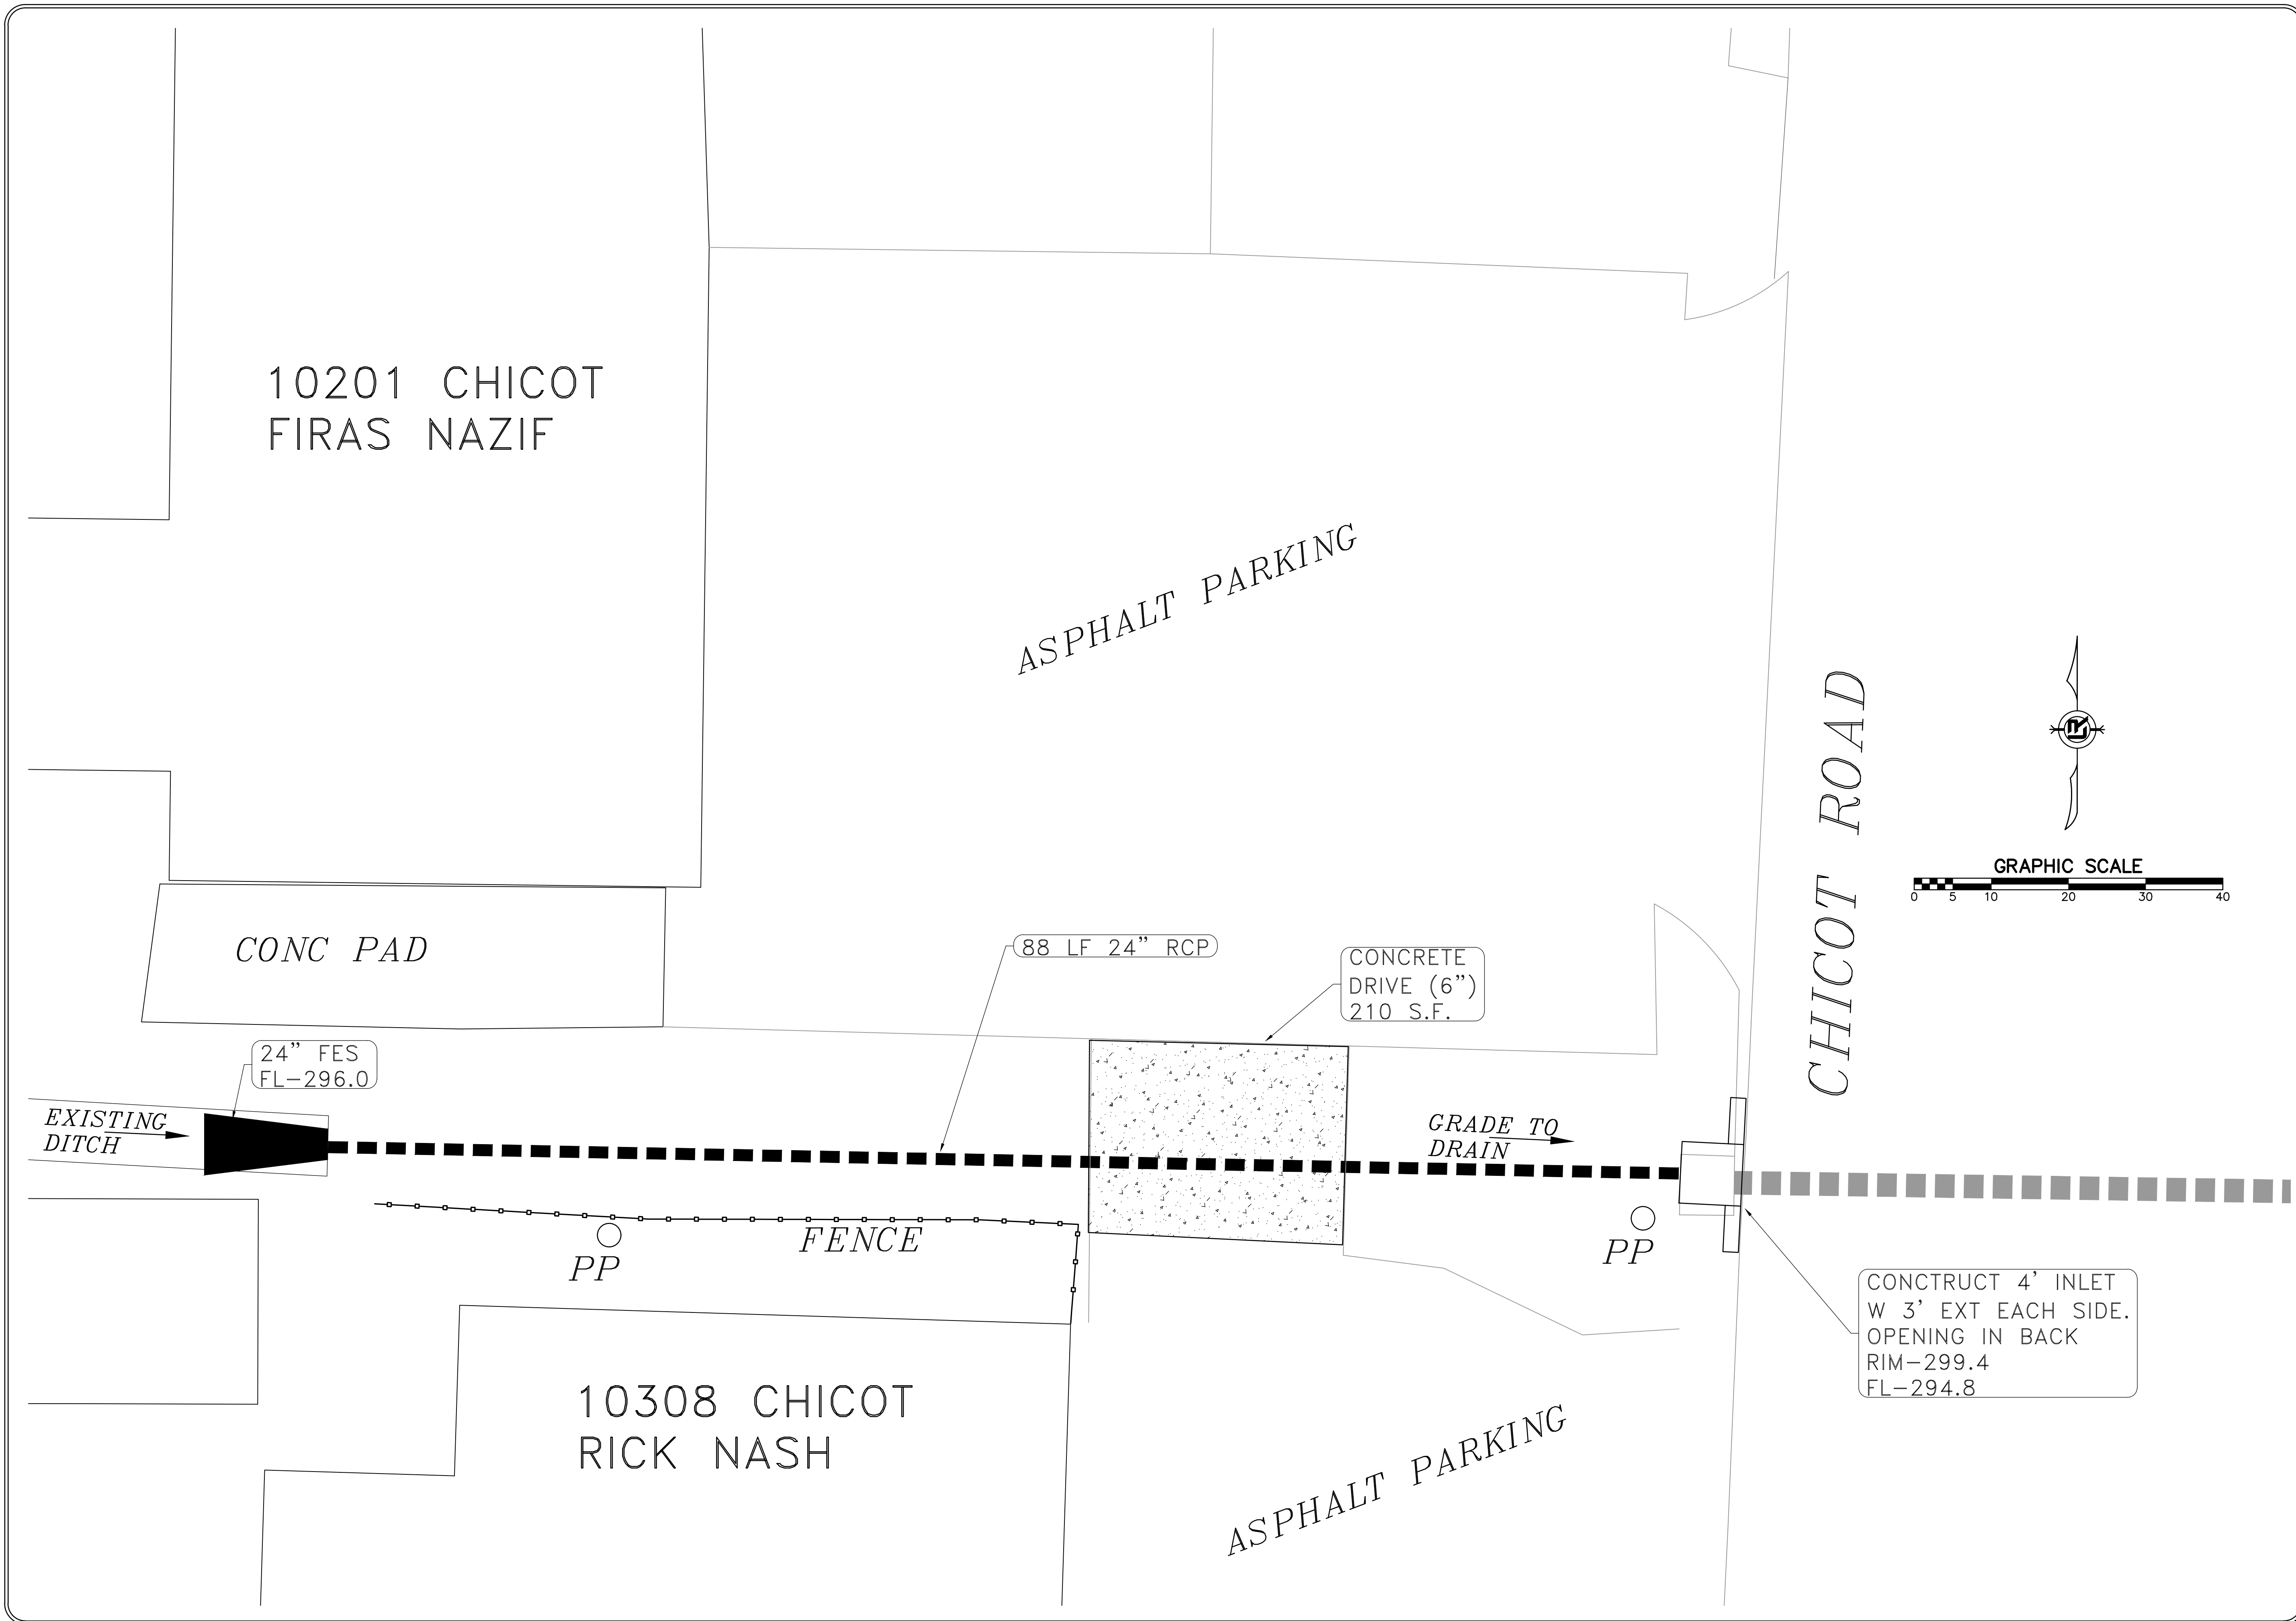 10201 CHICOT
FIRAS NAZIF
ASPHALT PARKING
CHICOT ROAD
GRAPHIC SCALE
0 5 10 20 30 40
CONC PAD
88 LF 24” RCP
CONCRETE
DRIVE (6”)
210 S.F.
24” FES
FL-296.0
EXISTING
DITCH
GRADE TO
DRAIN
FENCE
PP
PP
CONCTRUCT 4’ INLET
W 3’ EXT EACH SIDE.
OPENING IN BACK
RIM-299.4
FL-294.8
10308 CHICOT
RICK NASH
ASPHALT PARKING